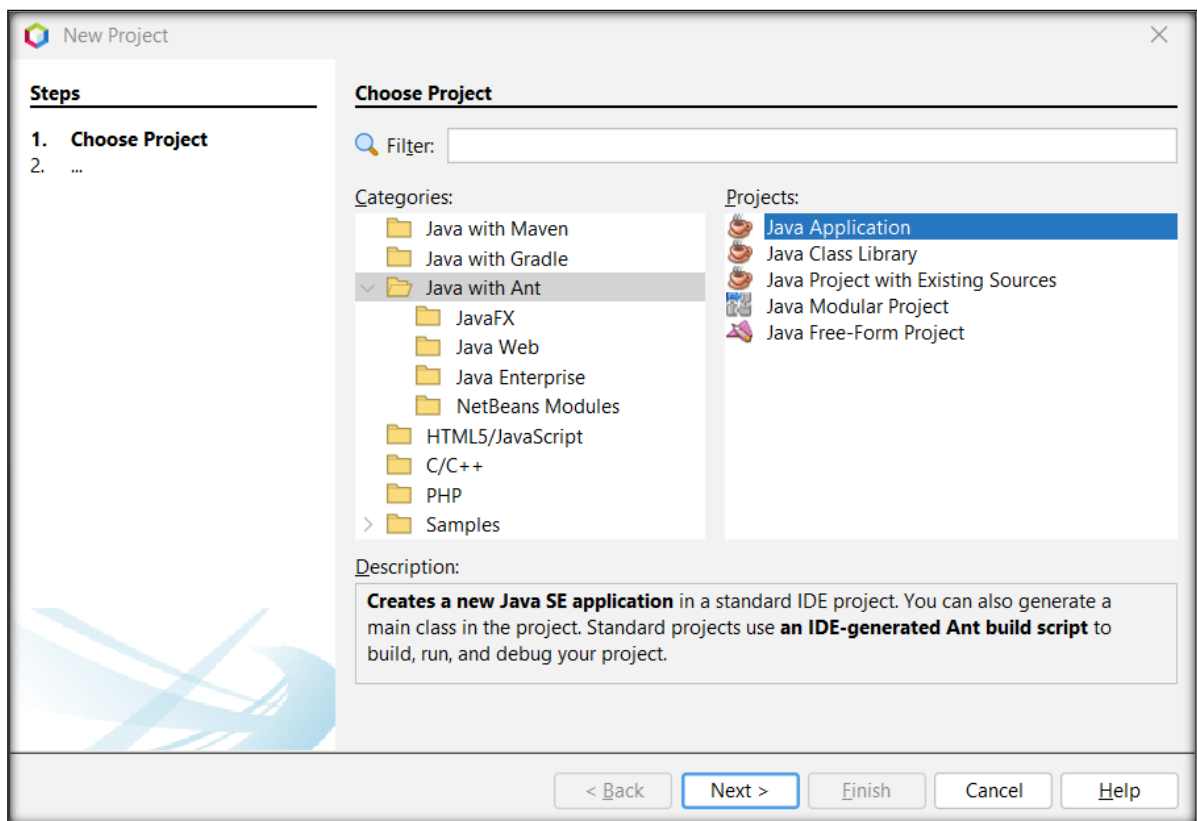 New Project
Steps
1. Choose Project
2. ...
Choose Project
Filter:
Categories:
Java with Maven
Java with Gradle
Java with Ant
JavaFX
Java Web
Java Enterprise
NetBeans Modules
HTML5/JavaScript
C/C++
PHP
Samples
Projects:
Java Application
Java Class Library
Java Project with Existing Sources
Java Modular Project
Java Free-Form Project
Description:
Creates a new Java SE application in a standard IDE project. You can also generate a
main class in the project. Standard projects use an IDE-generated Ant build script to
build, run, and debug your project.
< Back
Next >
Finish
Cancel
Help